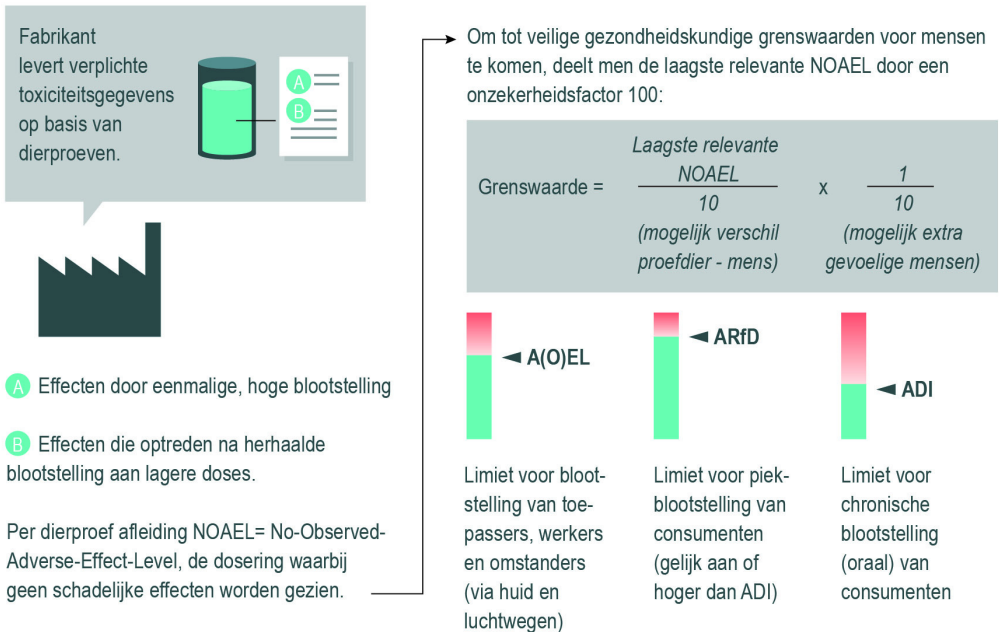 Fabrikant
levert verplichte
toxiciteitsgegevens
op basis van
dierproeven.
A
B
A Effecten door eenmalige, hoge blootstelling
B Effecten die optreden na herhaalde
blootstelling aan lagere doses.
Per dierproef afleiding NOAEL= No-Observed-
Adverse-Effect-Level, de dosering waarbij
geen schadelijke effecten worden gezien.
Om tot veilige gezondheidskundige grenswaarden voor mensen
te komen, deelt men de laagste relevante NOAEL door een
onzekerheidsfactor 100:
Laagste relevante
Grenswaarde = NOAEL x 1
10 10
(mogelijk verschil (mogelijk extra
proefdier - mens) gevoelige mensen)
A(O)EL
Limiet voor bloot-
stelling van toe-
passers, werkers
en omstanders
(via huid en
luchtwegen)
ARfD
Limiet voor piek-
blootstelling van
consumenten
(gelijk aan of
hoger dan ADI)
ADI
Limiet voor
chronische
blootstelling
(oraal) van
consumenten